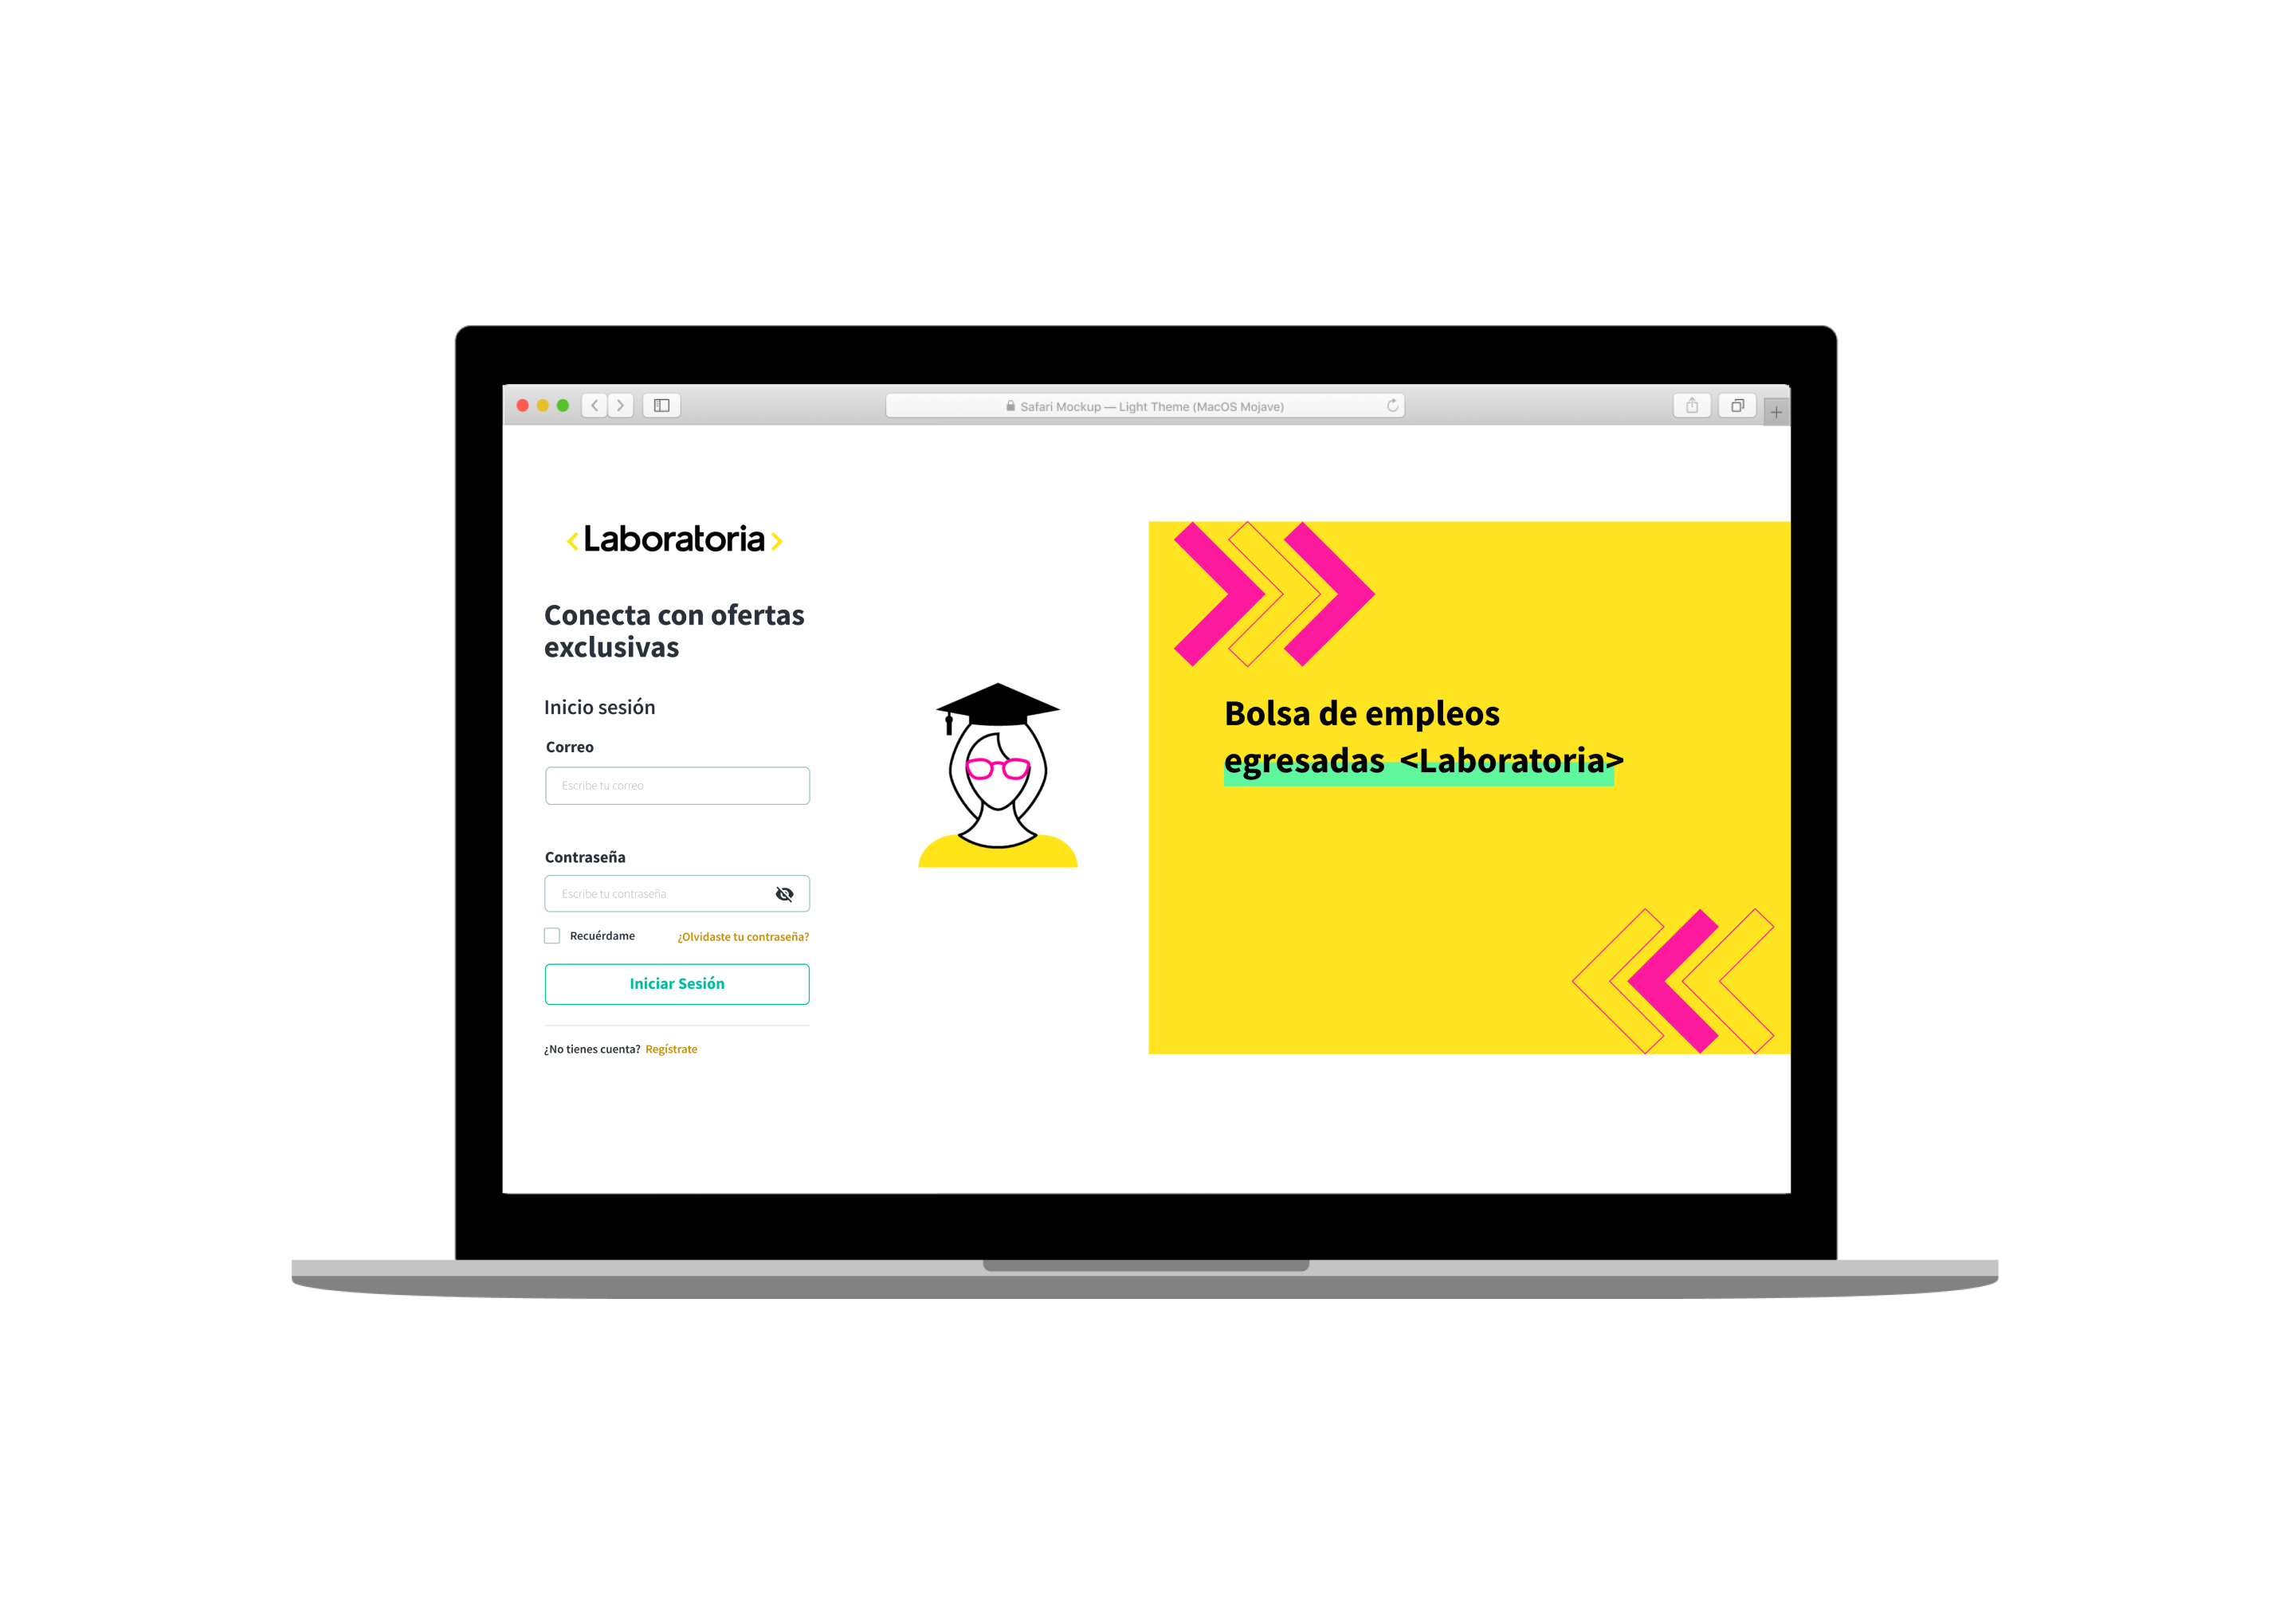 Safari Mockup — Light Theme (MacOS Mojave)
<Laboratoria>
Conecta con ofertas
exclusivas
Inicio sesión
Correo
Escribe tu correo
Contraseña
Escribe tu contraseña
Recuérdame ¿Olvidaste tu contraseña?
Iniciar Sesión
¿No tienes cuenta? Regístrate
Bolsa de empleos
egresadas <Laboratoria>